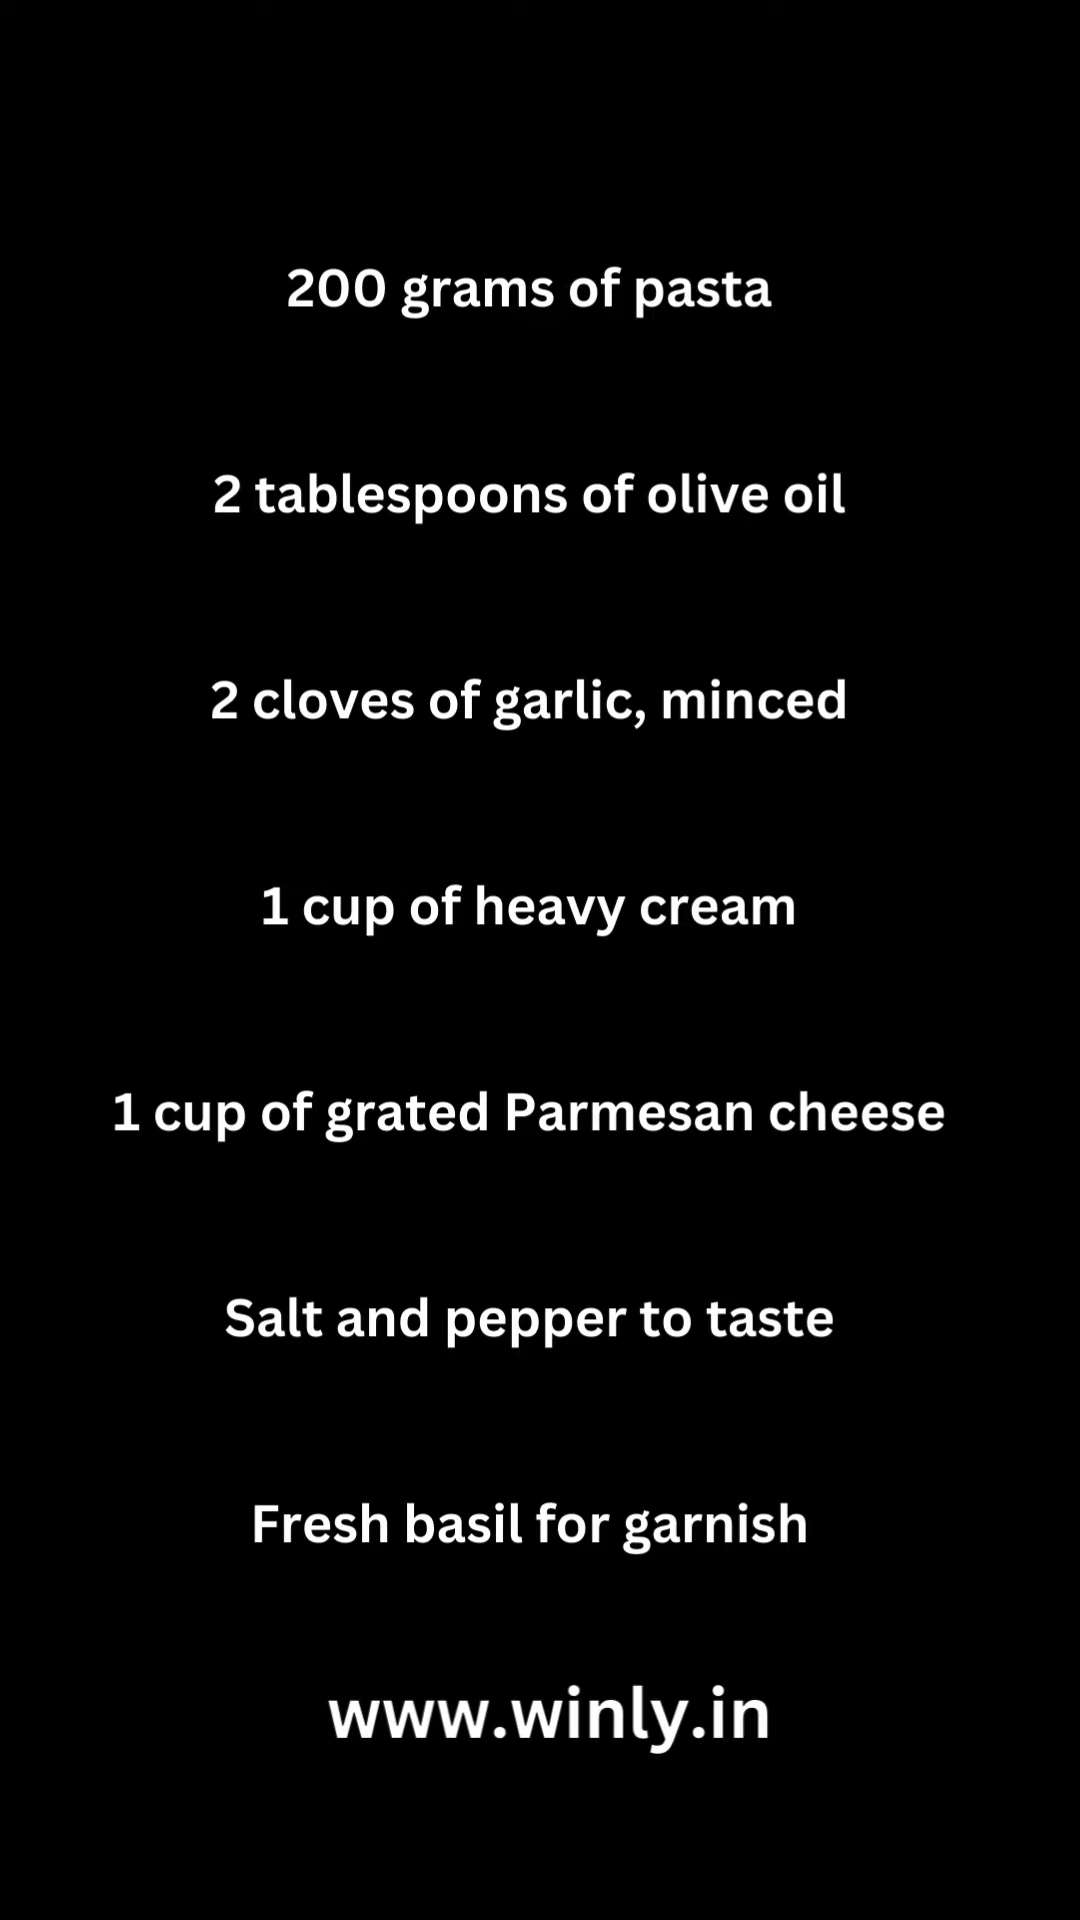 200 grams of pasta
2 tablespoons of olive oil
2 cloves of garlic, minced
1 cup of heavy cream
1 cup of grated Parmesan cheese
Salt and pepper to taste
Fresh basil for garnish
www.winly.in